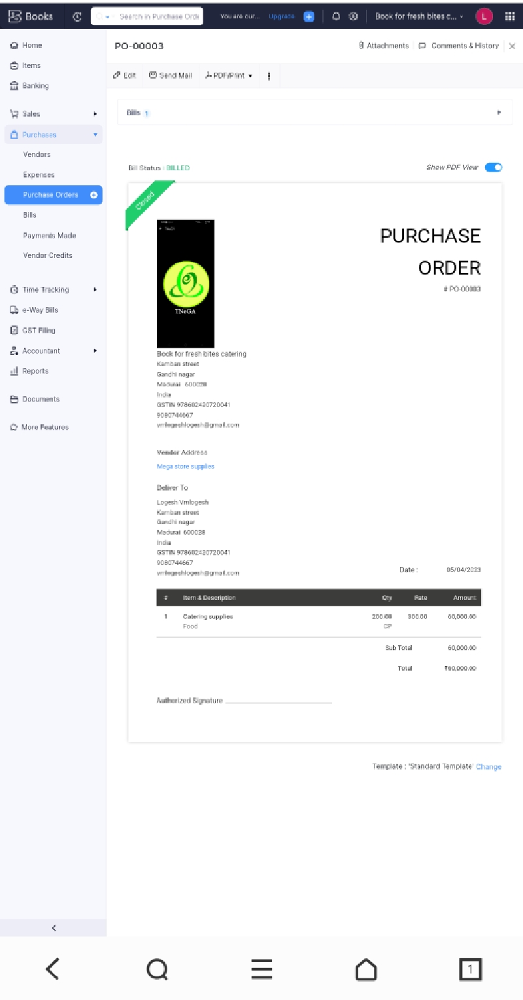 Books
Search in Purchase Orde
You are cur... Upgrade
Book for fresh bites c...
L
Home
Items
Banking
Sales
Purchases
Vendors
Expenses
Purchase Orders
Bills
Payments Made
Vendor Credits
Time Tracking
e-Way Bills
GST Filing
Accountant
Reports
Documents
More Features
PO-00003
Attachments
Comments & History
Edit
Send Mail
PDF/Print
Bills 1
Bill Status : BILLED
Show PDF View
Closed
TNeGA
TNeGA
PURCHASE
ORDER
# PO-00003
Book for fresh bites catering
Kamban street
Gandhi nagar
Madurai 600028
India
GSTIN 978602420720041
9080744667
vmlogeshlogesh@gmail.com
Vendor Address
Mega store supplies
Deliver To
Logesh Vmlogesh
Kamban street
Gandhi nagar
Madurai 600028
India
GSTIN 978602420720041
9080744667
vmlogeshlogesh@gmail.com
Date : 05/04/2023
# Item & Description Qty Rate Amount
1 Catering supplies 200.00 300.00 60,000.00
Food CP
Sub Total 60,000.00
Total ₹60,000.00
Authorized Signature
Template : 'Standard Template' Change
1